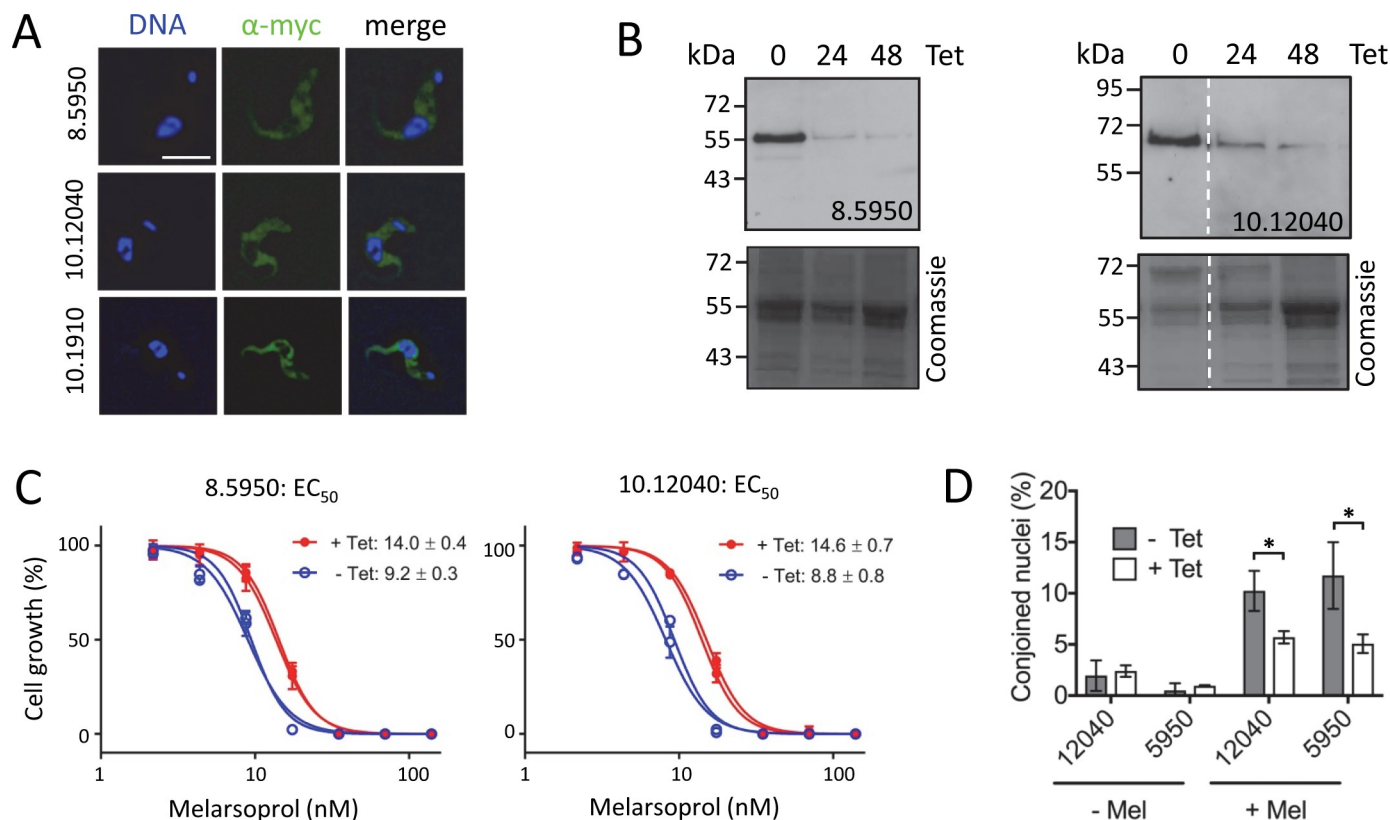 A
DNA
α-myc
merge
8.5950
10.12040
10.1910
B
kDa 0 24 48 Tet
72
55
43
8.5950
72
55
43
Coomassie
kDa 0 24 48 Tet
95
72
55
10.12040
72
55
43
Coomassie
C
8.5950: EC50
+ Tet: 14.0 ± 0.4
- Tet: 9.2 ± 0.3
Cell growth (%)
100
50
0
1 10 100
Melarsoprol (nM)
10.12040: EC50
+ Tet: 14.6 ± 0.7
- Tet: 8.8 ± 0.8
100
50
0
1 10 100
Melarsoprol (nM)
D
Conjoined nuclei (%)
20
15
10
5
0
- Tet
+ Tet
*
*
12040
5950
12040
5950
- Mel
+ Mel